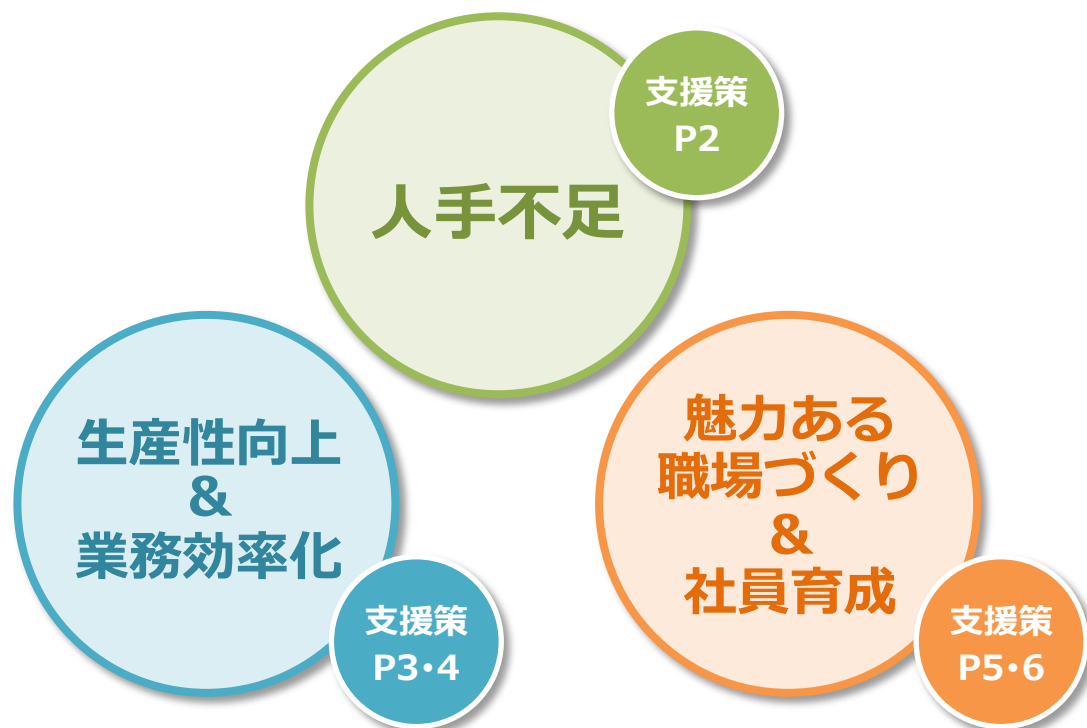 支援策
P2
人手不足
生産性向上
&
業務効率化
支援策
P3・4
魅力ある
職場づくり
&
社員育成
支援策
P5・6